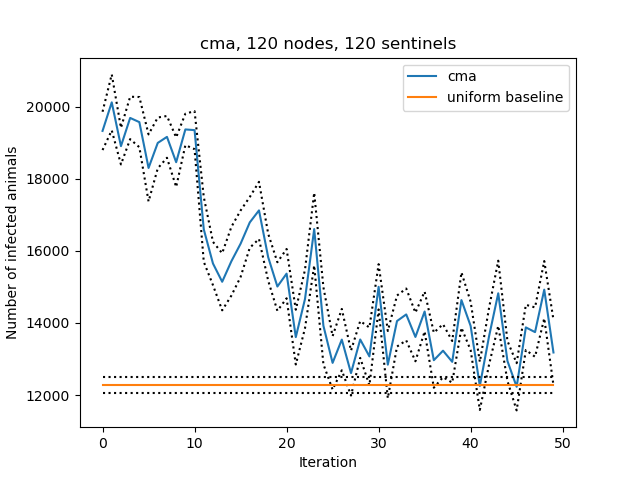 cma, 120 nodes, 120 sentinels
cma
uniform baseline
Number of infected animals
20000
18000
16000
14000
12000
0 10 20 30 40 50
Iteration